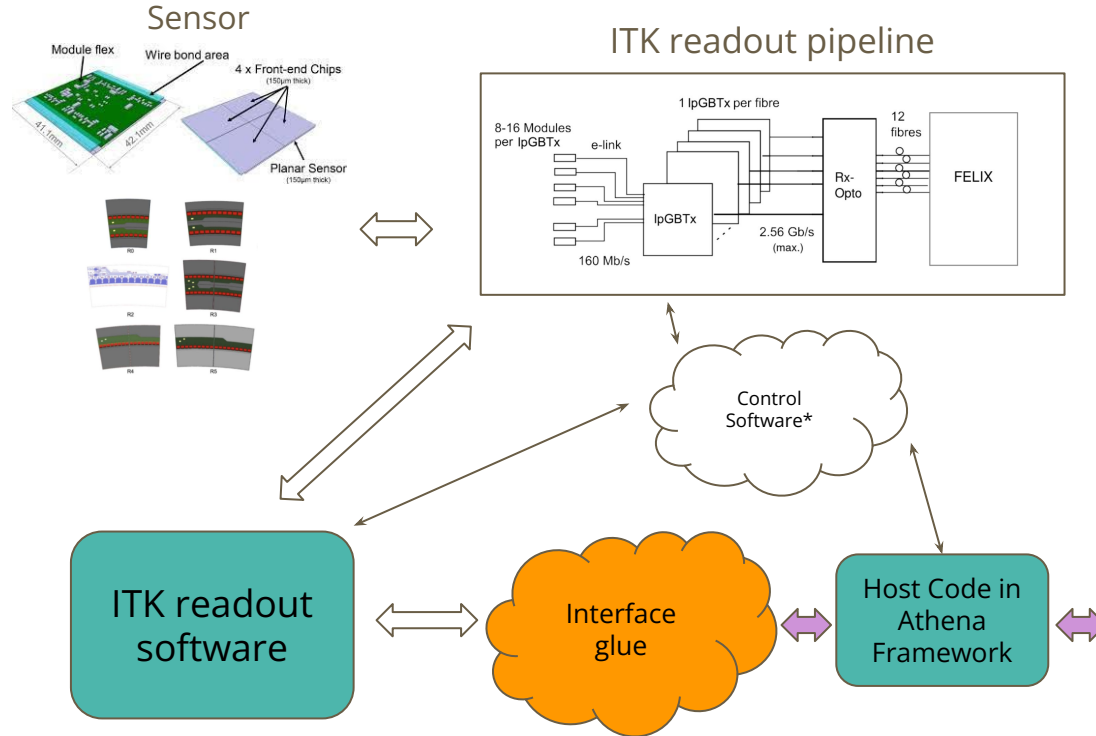 Sensor
Module flex
Wire bond area
4 x Front-end Chips
(150µm thick)
41.1mm
42.1mm
Planar Sensor
(150µm thick)
R0
R1
R2
R3
R4
R5
ITK readout pipeline
1 lpGBTx per fibre
8-16 Modules
per lpGBTx
e-link
12
fibres
Rx-
Opto
FELIX
lpGBTx
2.56 Gb/s
(max.)
160 Mb/s
Control
Software*
ITK readout
software
Interface
glue
Host Code in
Athena
Framework